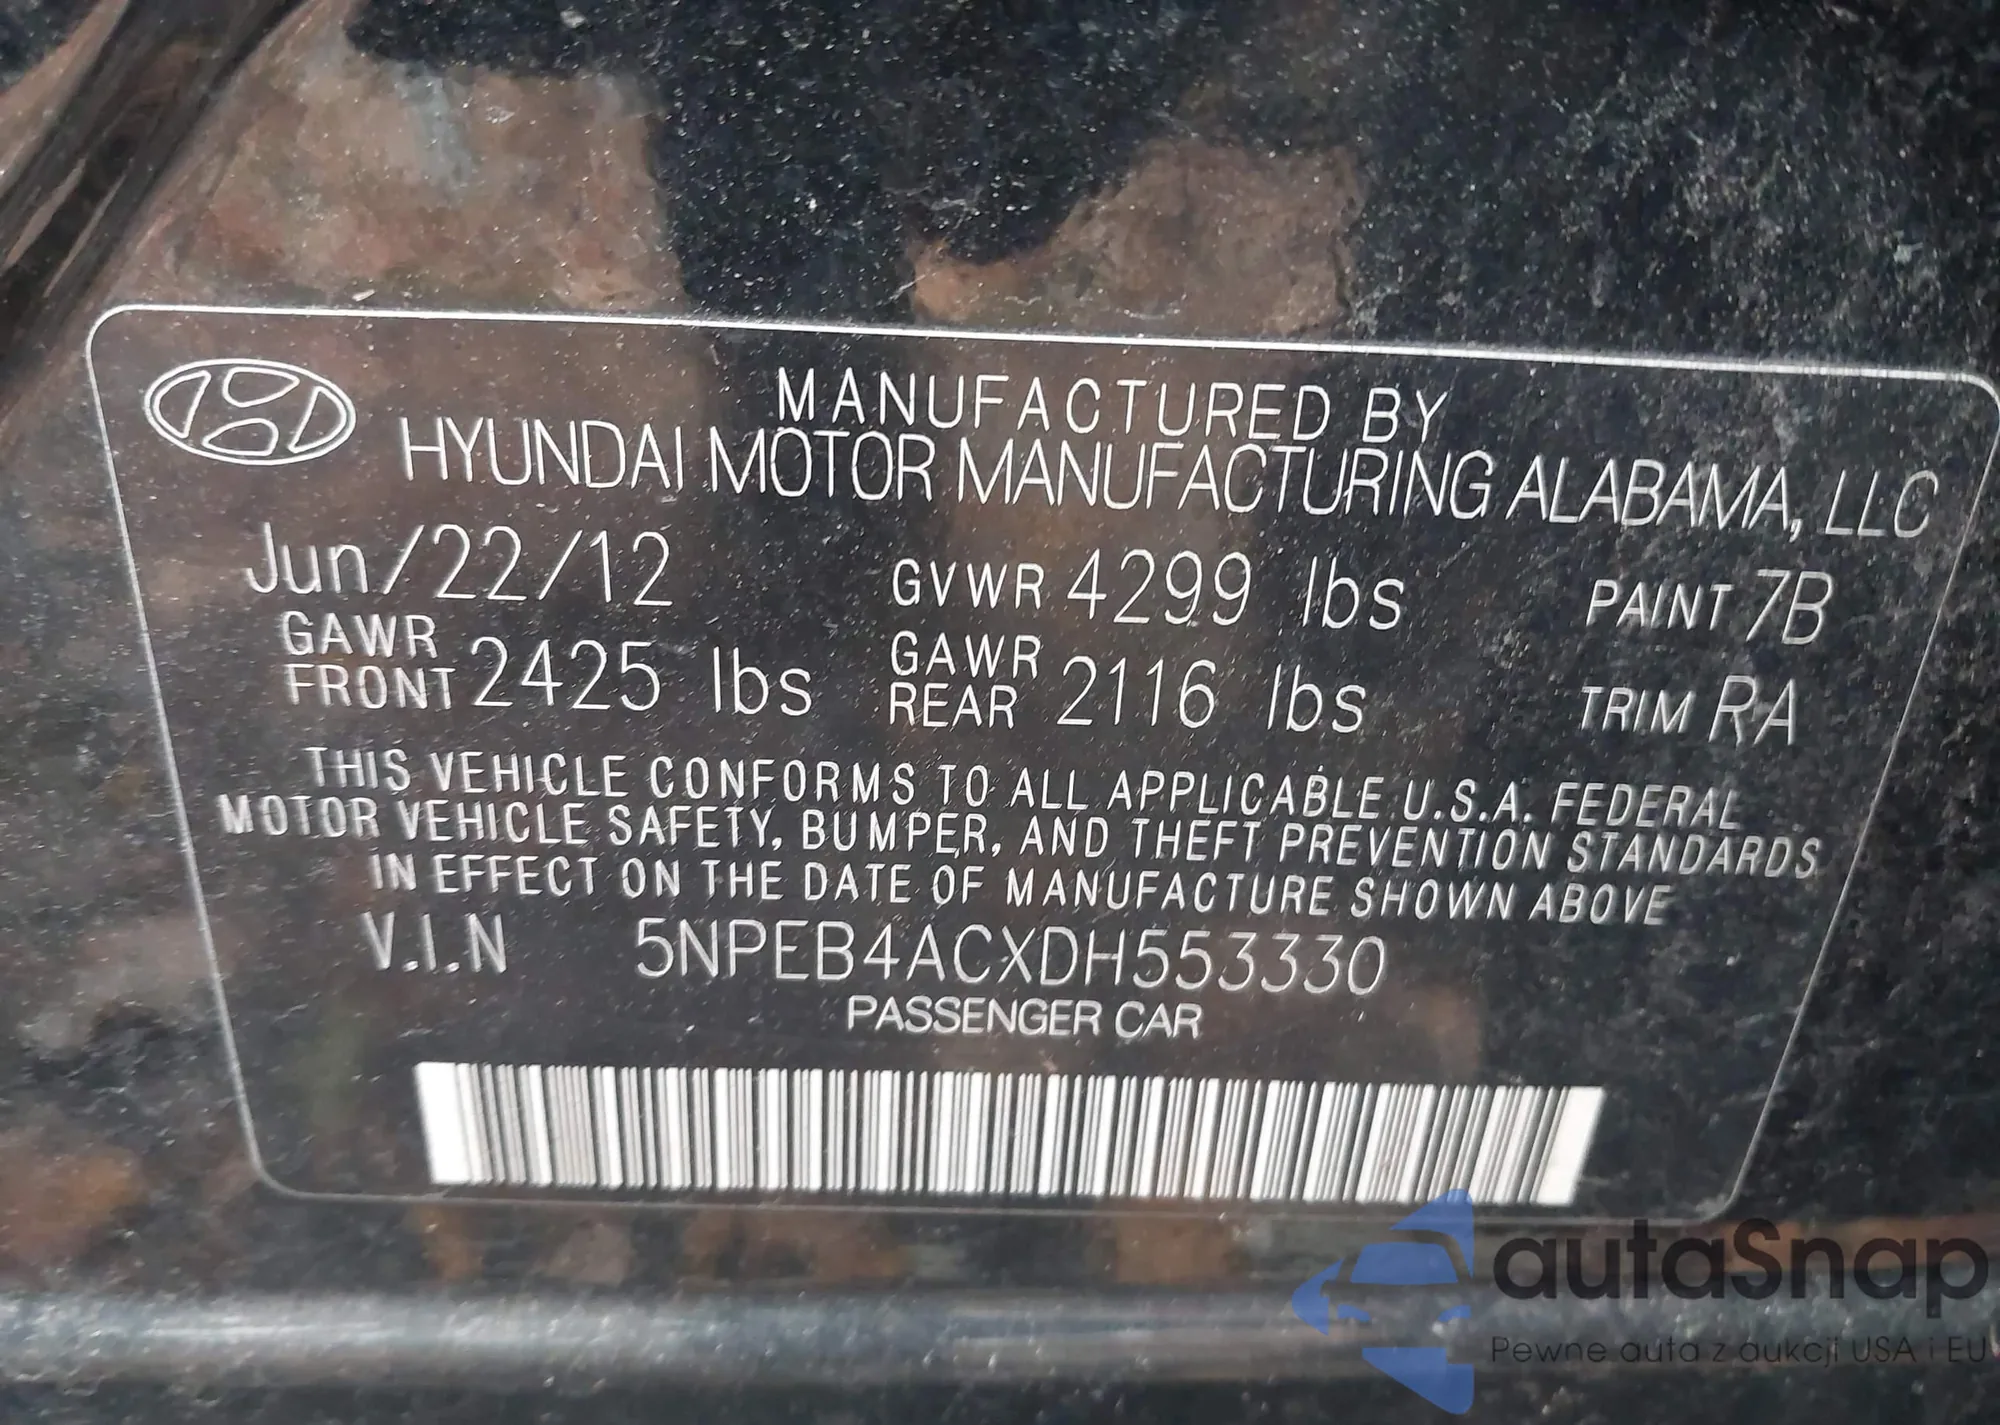 MANUFACTURED BY
HYUNDAI MOTOR MANUFACTURING ALABAMA, LLC
Jun/22/12 GVWR 4299 lbs PAINT 7B
GAWR FRONT 2425 lbs GAWR REAR 2116 lbs TRIM RA
THIS VEHICLE CONFORMS TO ALL APPLICABLE U.S.A. FEDERAL
MOTOR VEHICLE SAFETY, BUMPER, AND THEFT PREVENTION STANDARDS
IN EFFECT ON THE DATE OF MANUFACTURE SHOWN ABOVE
V.I.N 5NPEB4ACXDH553330
PASSENGER CAR
autaSnap
Pewne auta z aukcji USA i EU